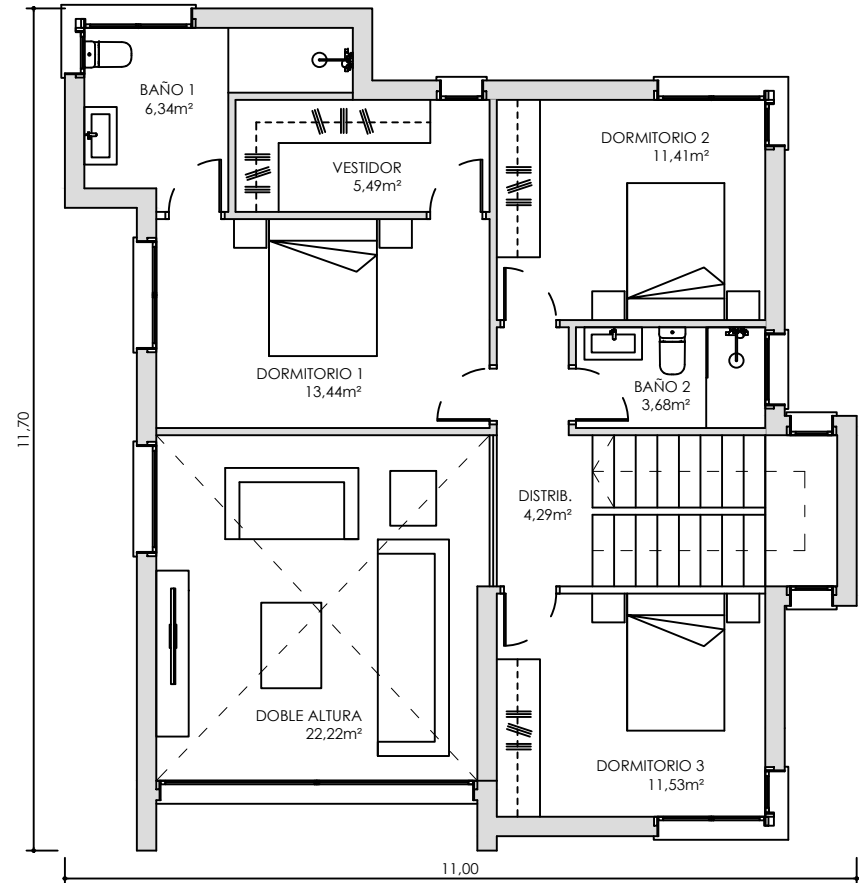 BAÑO 1
6,34m²
VESTIDOR
5,49m²
DORMITORIO 2
11,41m²
DORMITORIO 1
13,44m²
BAÑO 2
3,68m²
11,70
DISTRIB.
4,29m²
DOBLE ALTURA
22,22m²
DORMITORIO 3
11,53m²
11,00